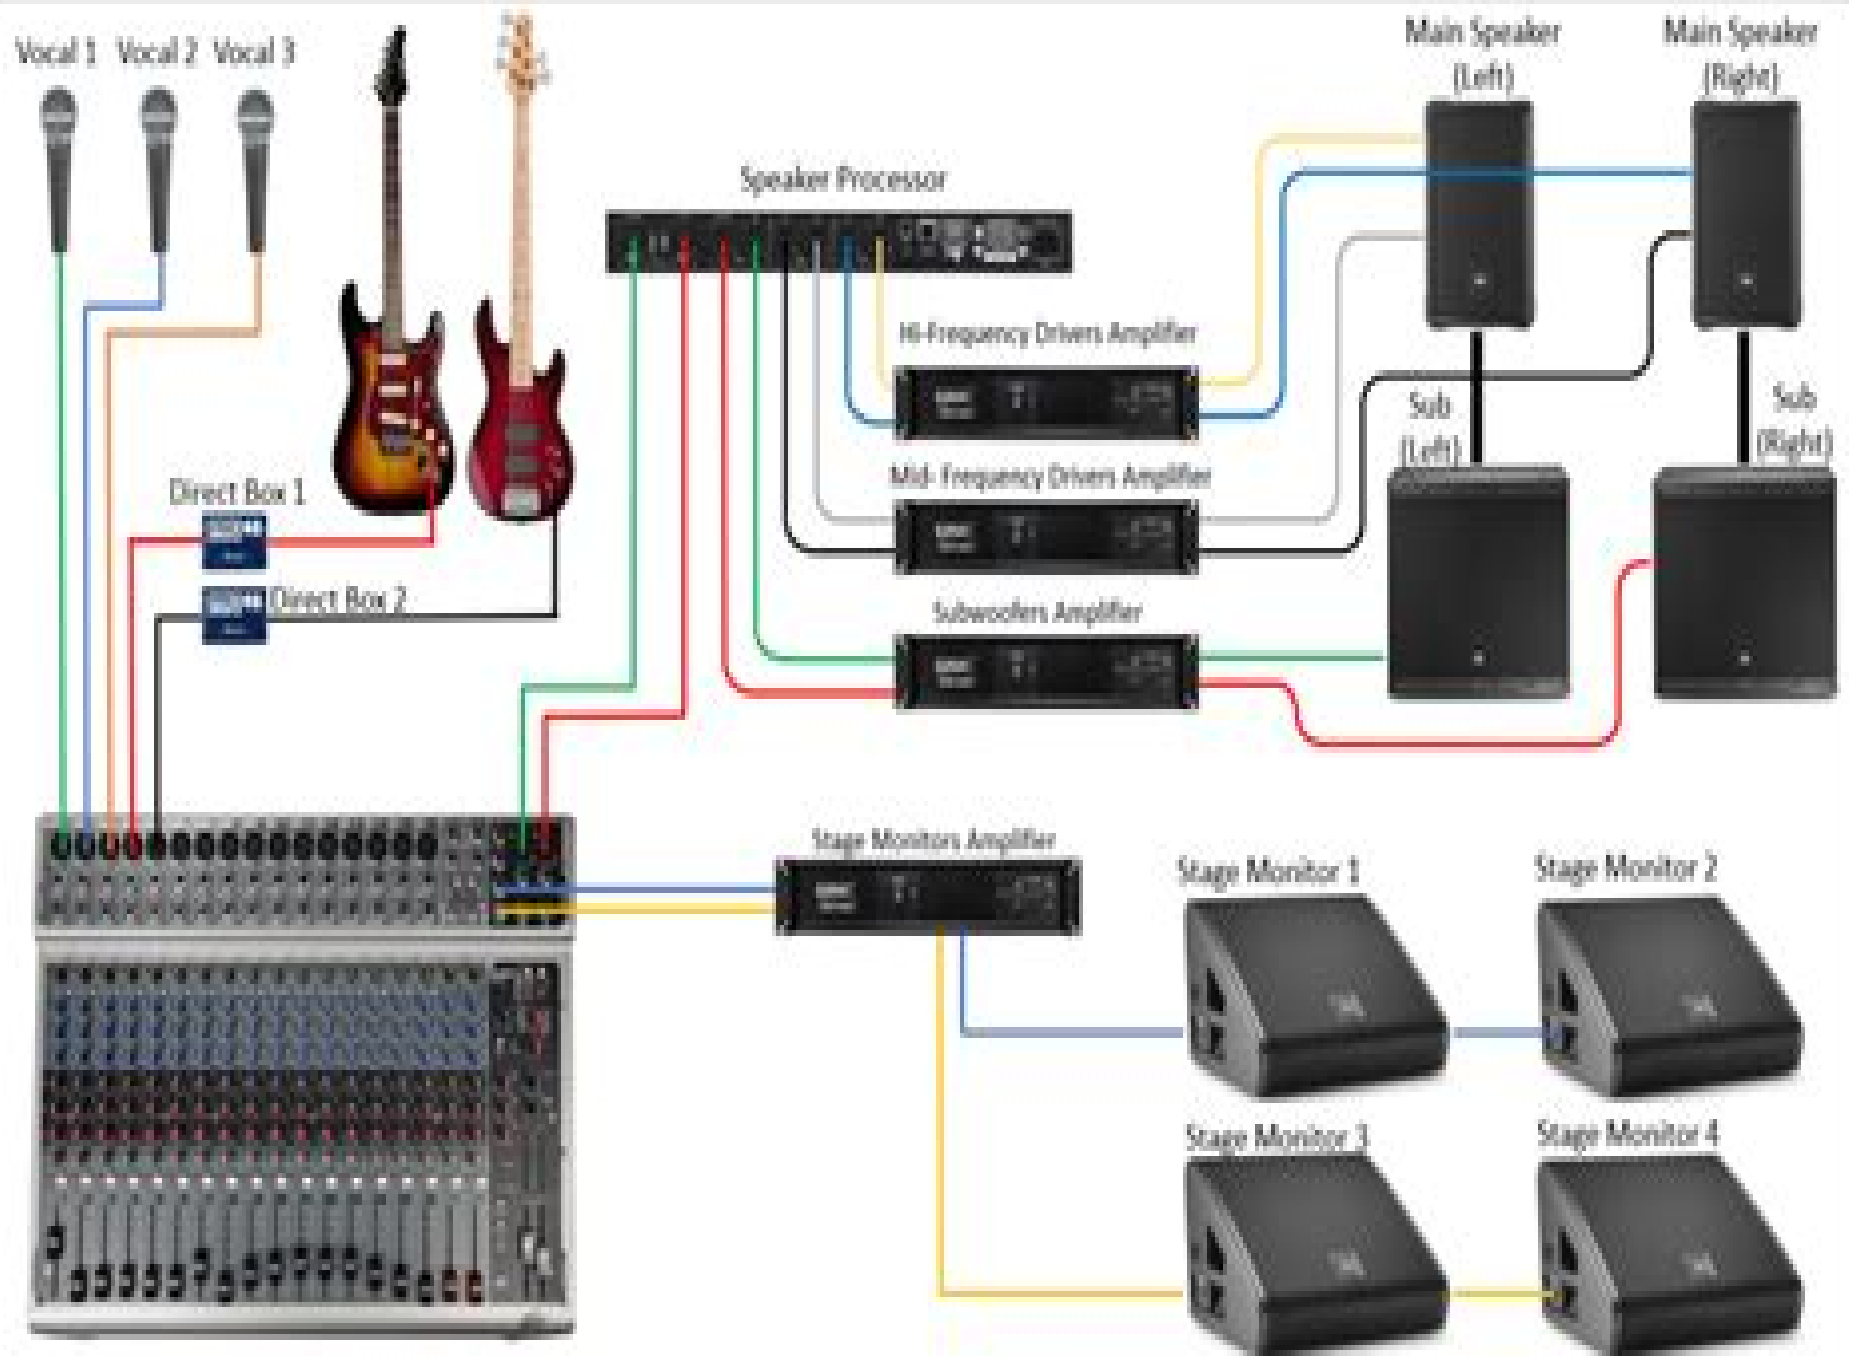 Vocal 1 Vocal 2 Vocal 3
Main Speaker
(Left)
Main Speaker
(Right)
Speaker Processor
Hi-Frequency Drivers Amplifier
Sub
(Left)
Sub
(Right)
Mid- Frequency Drivers Amplifier
Direct Box 1
Direct Box 2
Subwoofers Amplifier
Stage Monitors Amplifier
Stage Monitor 1
Stage Monitor 2
Stage Monitor 3
Stage Monitor 4